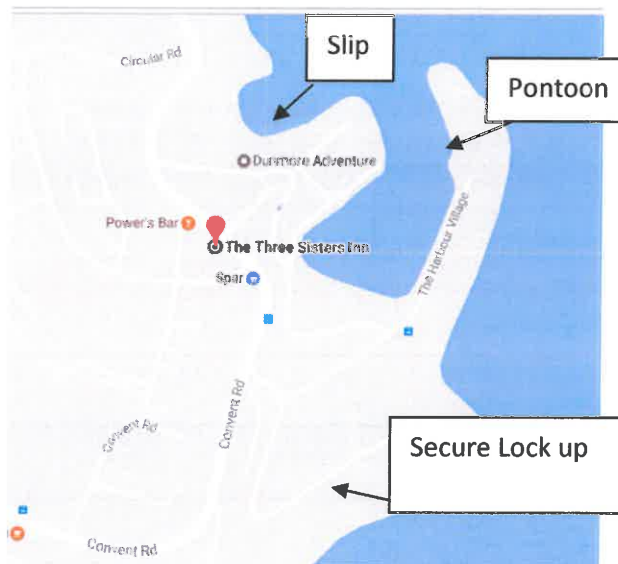 Slip
Circular Rd
Pontoon
Dunmore Adventure
Power's Bar
The Three Sisters Inn
The Harbour Village
Spar
Convent Rd
Convent Rd
Secure Lock up
Convent Rd